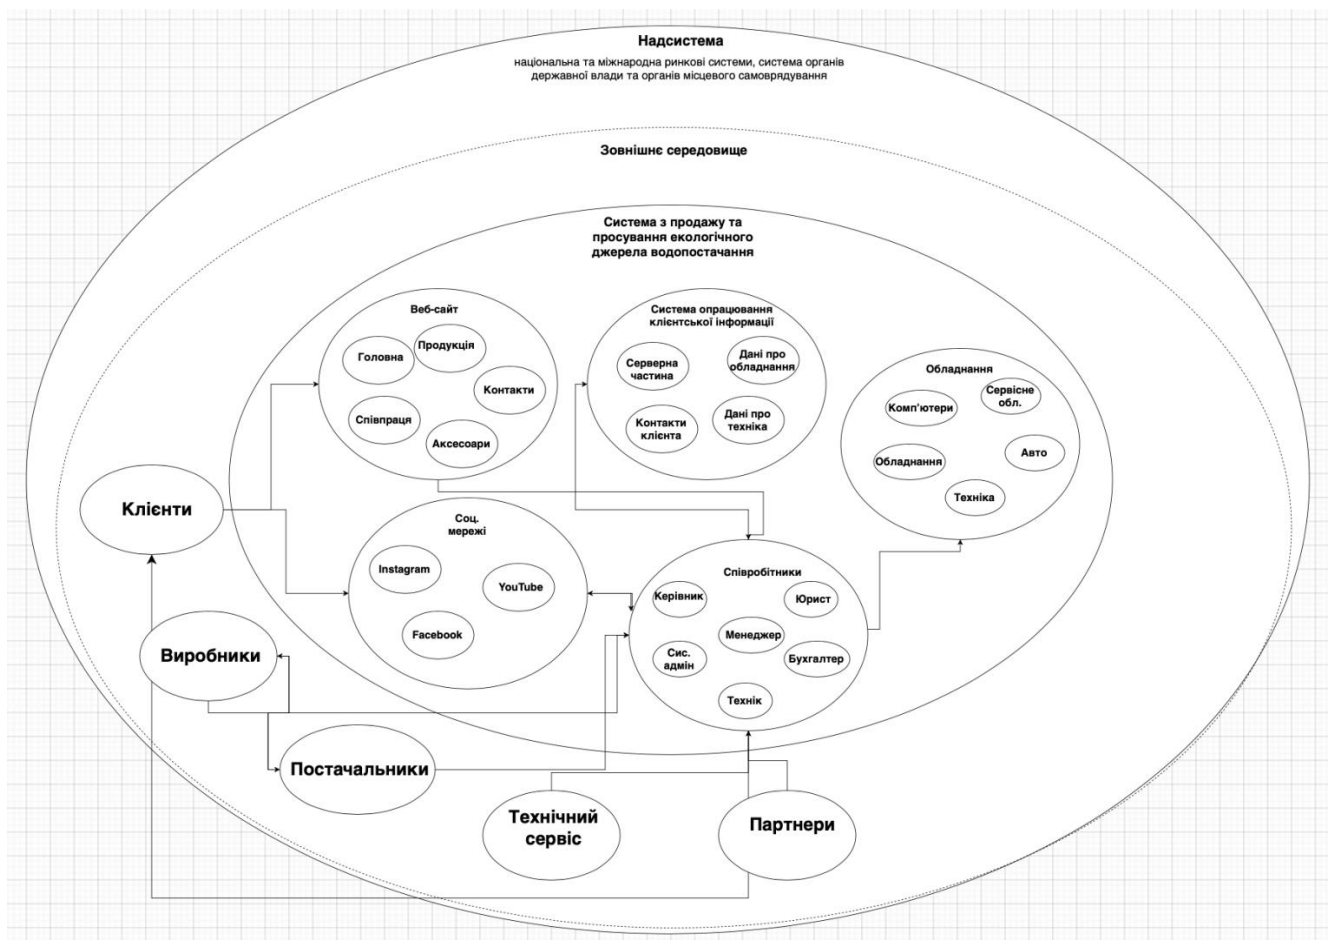 Надсистема
національна та міжнародна ринкові системи, система органів
державної влади та органів місцевого самоврядування
Зовнішнє середовище
Система з продажу та
просування екологічного
джерела водопостачання
Веб-сайт
Головна
Продукція
Контакти
Співпраця
Аксесоари
Система опрацювання
клієнтської інформації
Серверна
частина
Дані про
обладнання
Контакти
клієнта
Дані про
техніка
Обладнання
Комп'ютери
Сервісне
обл.
Обладнання
Авто
Техніка
Клієнти
Соц.
мережі
Instagram
YouTube
Facebook
Співробітники
Керівник
Юрист
Менеджер
Сис.
адмін
Бухгалтер
Технік
Виробники
Постачальники
Технічний
сервіс
Партнери